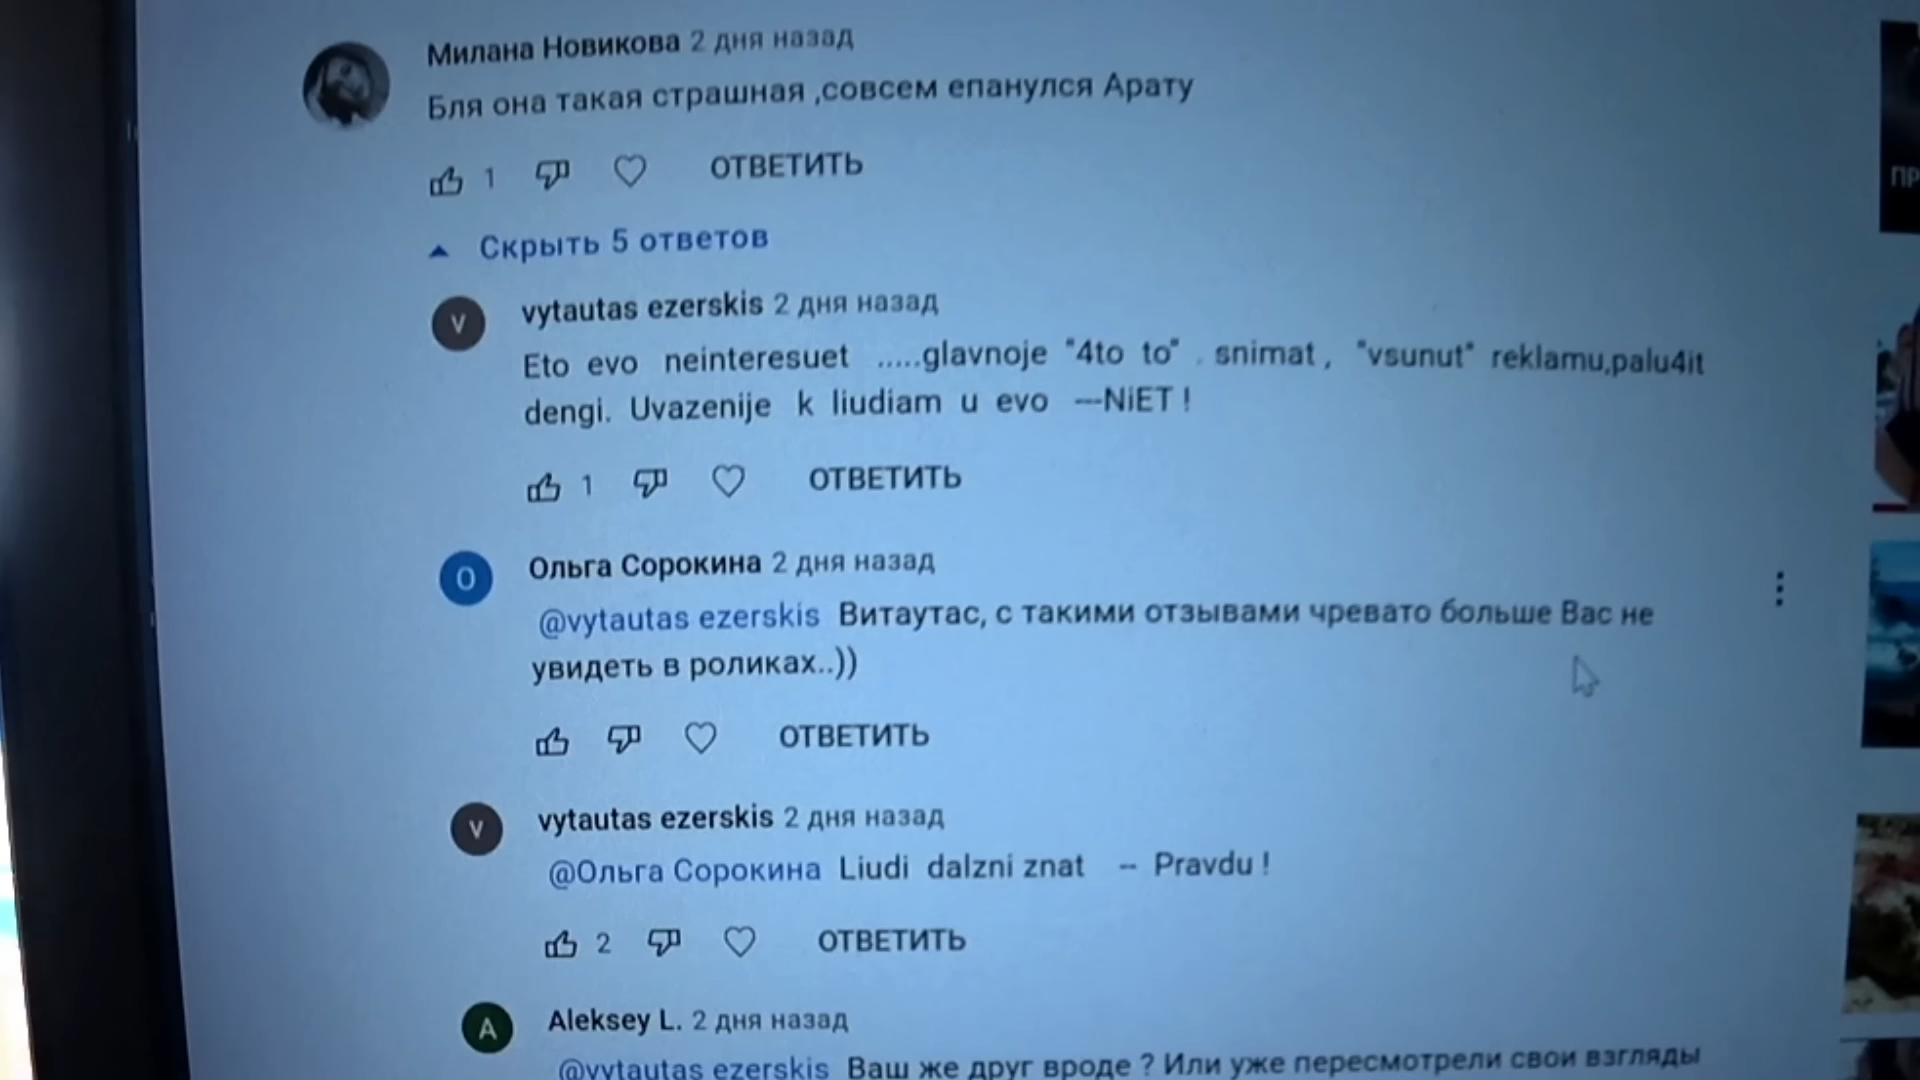 Милана Новикова 2 дня назад
Бля она такая страшная ,совсем епанулся Арату
1 ОТВЕТИТЬ
Скрыть 5 ответов
V vytautas ezerskis 2 дня назад
Eto evo neinteresuet .....glavnoje "4to to" . snimat , "vsunut" reklamu,palu4it
dengi. Uvazenije k liudiam u evo ---NiET !
1 ОТВЕТИТЬ
О Ольга Сорокина 2 дня назад
@vytautas ezerskis Витаутас, с такими отзывами чревато больше Вас не
увидеть в роликах..))
ОТВЕТИТЬ
V vytautas ezerskis 2 дня назад
@Ольга Сорокина Liudi dalzni znat -- Pravdu !
2 ОТВЕТИТЬ
A Aleksey L. 2 дня назад
@vytautas ezerskis Ваш же друг вроде ? Или уже пересмотрели свои взгляды
ПР